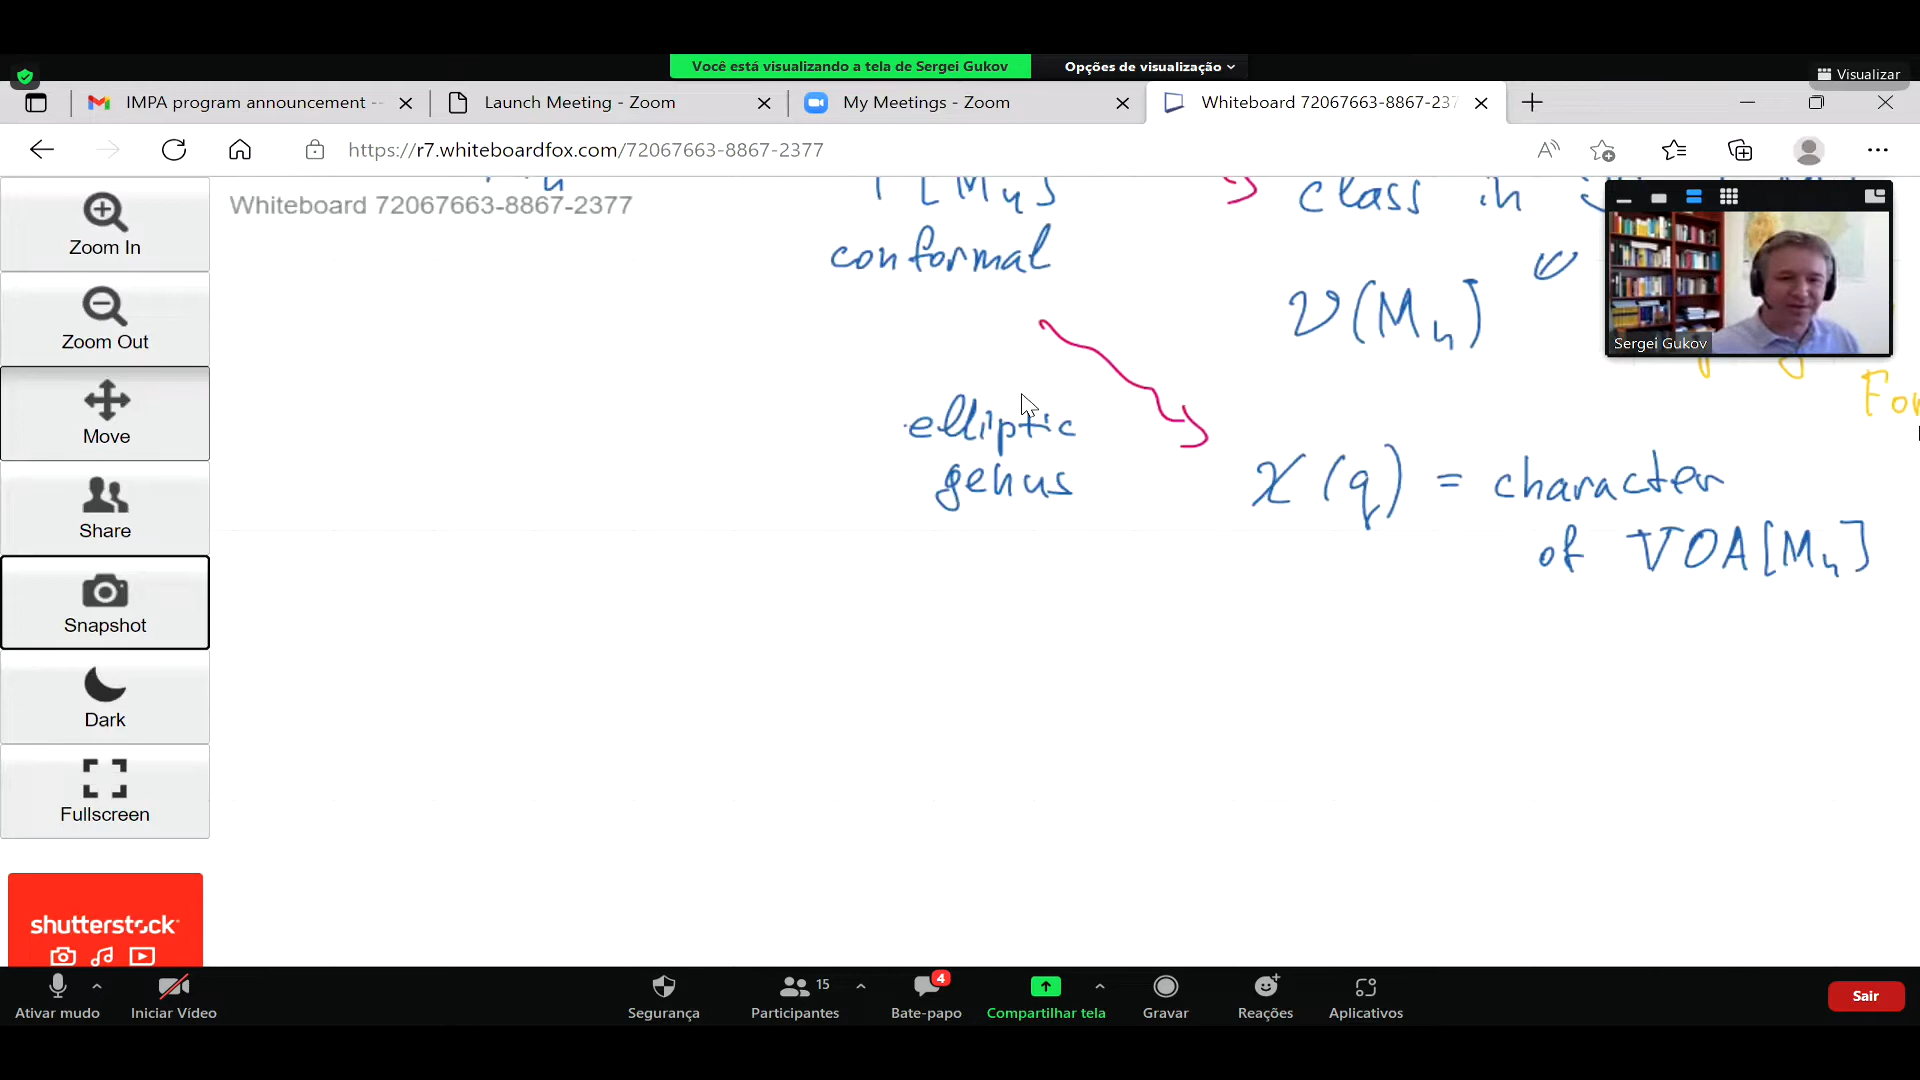 Você está visualizando a tela de Sergei Gukov
Opções de visualização
Visualizar
IMPA program announcement --
Launch Meeting - Zoom
My Meetings - Zoom
Whiteboard 72067663-8867-237
https://r7.whiteboardfox.com/72067663-8867-2377
Whiteboard 72067663-8867-2377
Zoom In
Zoom Out
Move
Share
Snapshot
Dark
Fullscreen
shutterstock
T[M4]
class in
conformal
V(M4)
Sergei Gukov
For
elliptic
genus
χ(q) = character
of VOA[M4]
Ativar mudo
Iniciar Vídeo
Segurança
15
Participantes
4
Bate-papo
Compartilhar tela
Gravar
Reações
Aplicativos
Sair